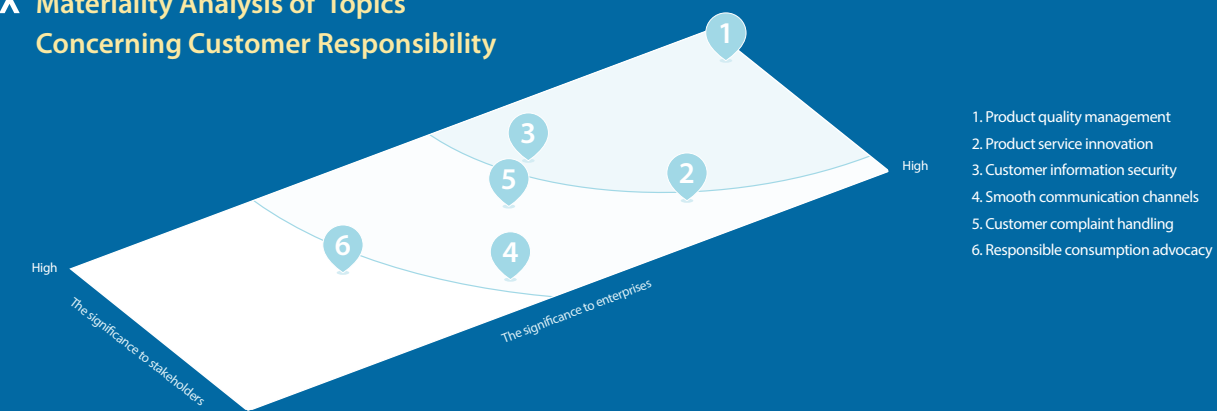 Materiality Analysis of Topics
Concerning Customer Responsibility
1
3
2
5
6
4
High
High
The significance to stakeholders
The significance to enterprises
1. Product quality management
2. Product service innovation
3. Customer information security
4. Smooth communication channels
5. Customer complaint handling
6. Responsible consumption advocacy